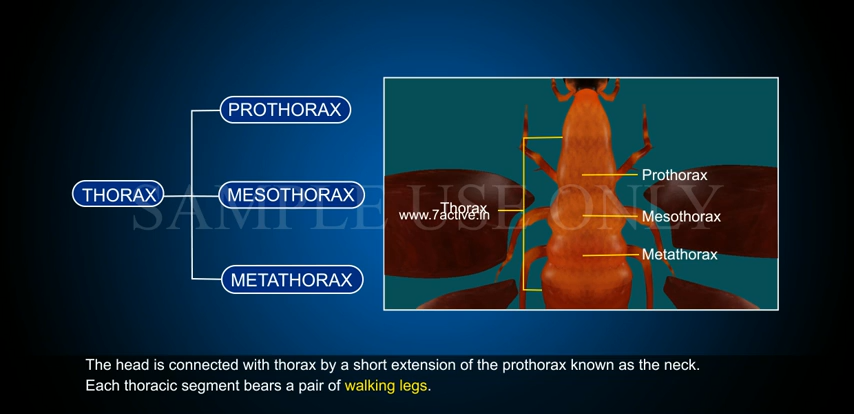 PROTHORAX
THORAX
MESOTHORAX
METATHORAX
Prothorax
Thorax
www.7active.in
Mesothorax
Metathorax
SAMPLE USE ONLY
The head is connected with thorax by a short extension of the prothorax known as the neck.
Each thoracic segment bears a pair of walking legs.